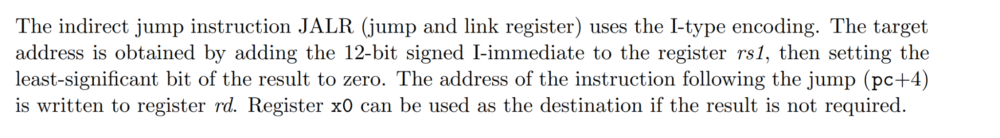 The indirect jump instruction JALR (jump and link register) uses the I-type encoding. The target
address is obtained by adding the 12-bit signed I-immediate to the register rs1, then setting the
least-significant bit of the result to zero. The address of the instruction following the jump (pc+4)
is written to register rd. Register x0 can be used as the destination if the result is not required.